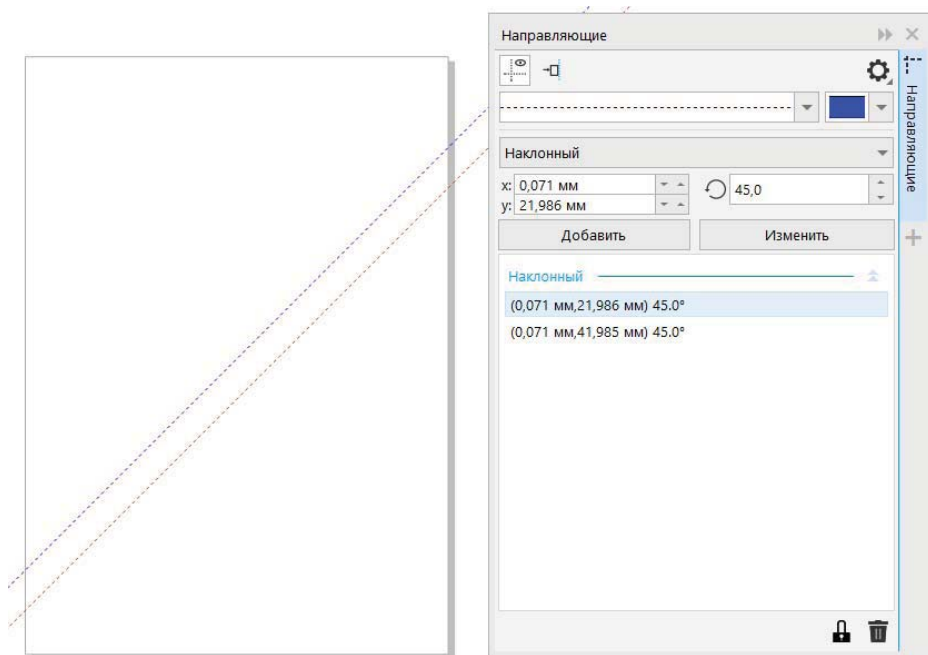 Направляющие
Направляющие
Наклонный
x: 0,071 мм
45,0
y: 21,986 мм
Добавить
Изменить
Наклонный
(0,071 мм,21,986 мм) 45.0°
(0,071 мм,41,985 мм) 45.0°